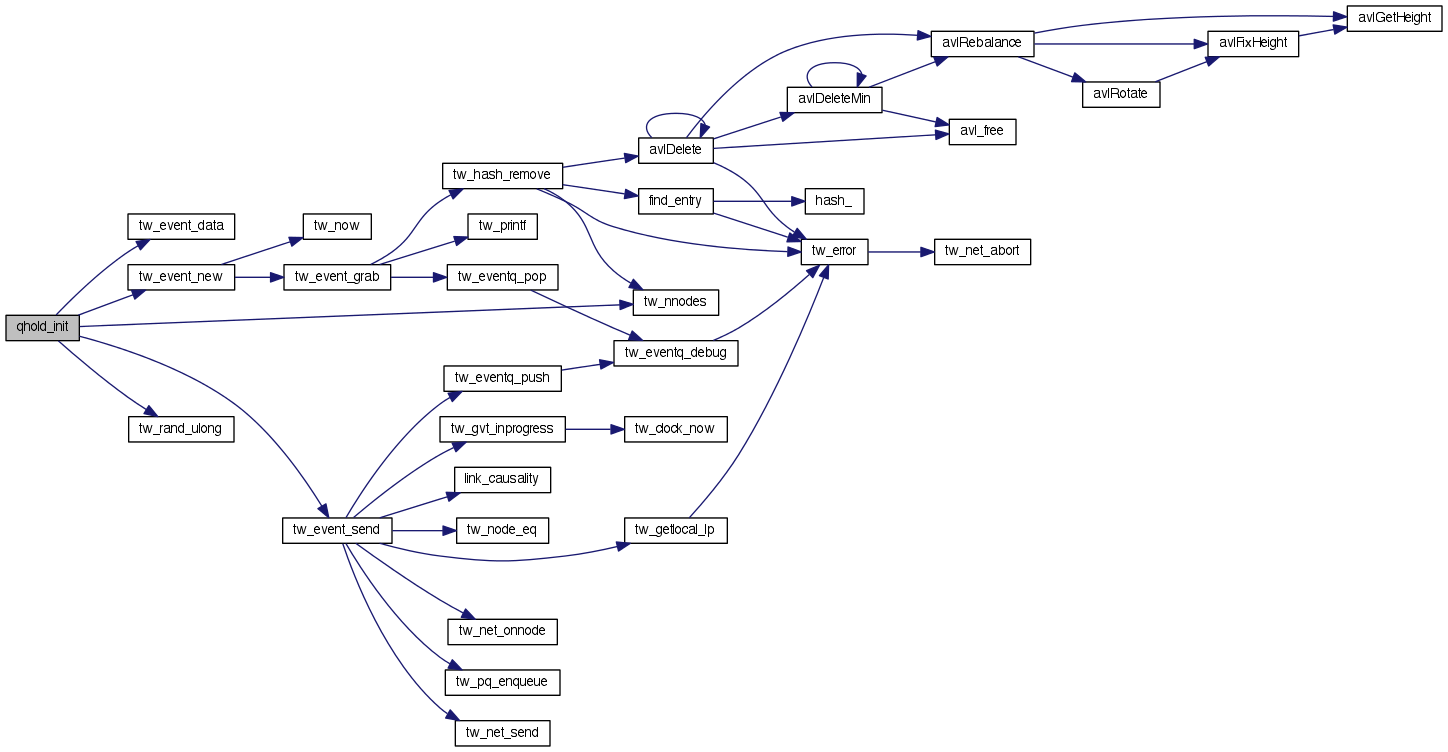 avlGetHeight
avlRebalance
avlFixHeight
avlDeleteMin
avlRotate
avl_free
avlDelete
tw_hash_remove
find_entry
hash_
tw_event_data
tw_now
tw_printf
tw_error
tw_net_abort
tw_event_new
tw_event_grab
tw_eventq_pop
tw_nnodes
qhold_init
tw_eventq_debug
tw_eventq_push
tw_rand_ulong
tw_gvt_inprogress
tw_clock_now
link_causality
tw_event_send
tw_node_eq
tw_getlocal_lp
tw_net_onnode
tw_pq_enqueue
tw_net_send